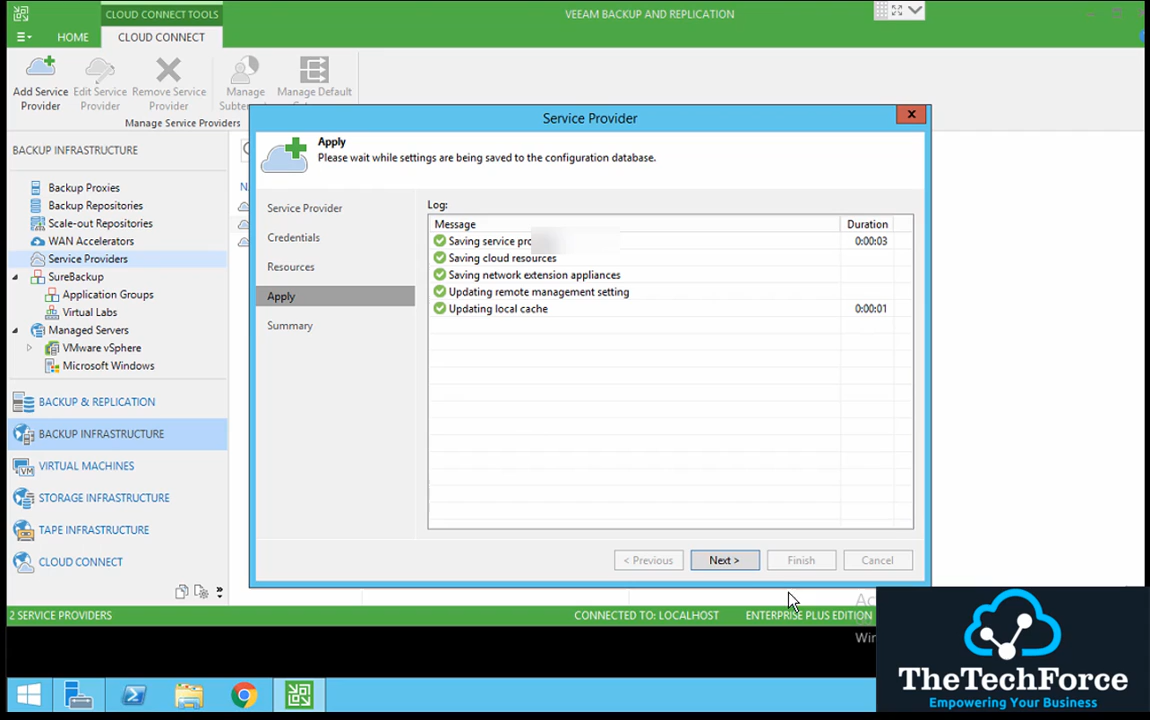 CLOUD CONNECT TOOLS
VEEAM BACKUP AND REPLICATION
HOME
CLOUD CONNECT
Add Service Provider
Edit Service Provider
Remove Service Provider
Manage
Manage Default
Manage Service Providers
BACKUP INFRASTRUCTURE
Backup Proxies
Backup Repositories
Scale-out Repositories
WAN Accelerators
Service Providers
SureBackup
Application Groups
Virtual Labs
Managed Servers
VMware vSphere
Microsoft Windows
BACKUP & REPLICATION
BACKUP INFRASTRUCTURE
VIRTUAL MACHINES
STORAGE INFRASTRUCTURE
TAPE INFRASTRUCTURE
CLOUD CONNECT
Service Provider
Apply
Please wait while settings are being saved to the configuration database.
Service Provider
Credentials
Resources
Apply
Summary
Log:
Message Duration
Saving service pro 0:00:03
Saving cloud resources
Saving network extension appliances
Updating remote management setting
Updating local cache 0:00:01
< Previous Next > Finish Cancel
2 SERVICE PROVIDERS
CONNECTED TO: LOCALHOST
ENTERPRISE PLUS EDITION
TheTechForce
Empowering Your Business